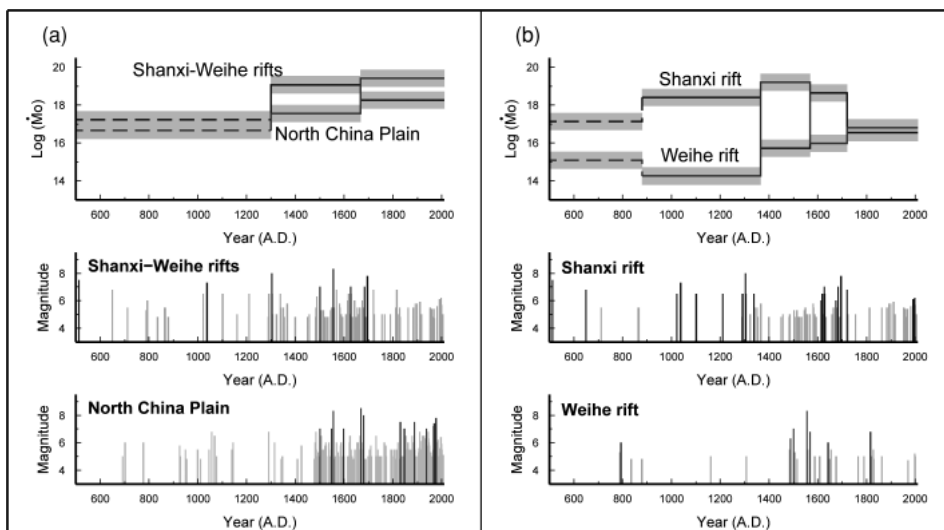 (a)
20
18
16
14
Log (Ṁo)
Shanxi-Weihe rifts
North China Plain
600 800 1000 1200 1400 1600 1800 2000
Year (A.D.)
Shanxi−Weihe rifts
8
6
4
Magnitude
600 800 1000 1200 1400 1600 1800 2000
Year (A.D.)
North China Plain
8
6
4
Magnitude
600 800 1000 1200 1400 1600 1800 2000
Year (A.D.)
(b)
20
18
16
14
Log (Ṁo)
Shanxi rift
Weihe rift
600 800 1000 1200 1400 1600 1800 2000
Year (A.D.)
Shanxi rift
8
6
4
Magnitude
600 800 1000 1200 1400 1600 1800 2000
Year (A.D.)
Weihe rift
8
6
4
Magnitude
600 800 1000 1200 1400 1600 1800 2000
Year (A.D.)